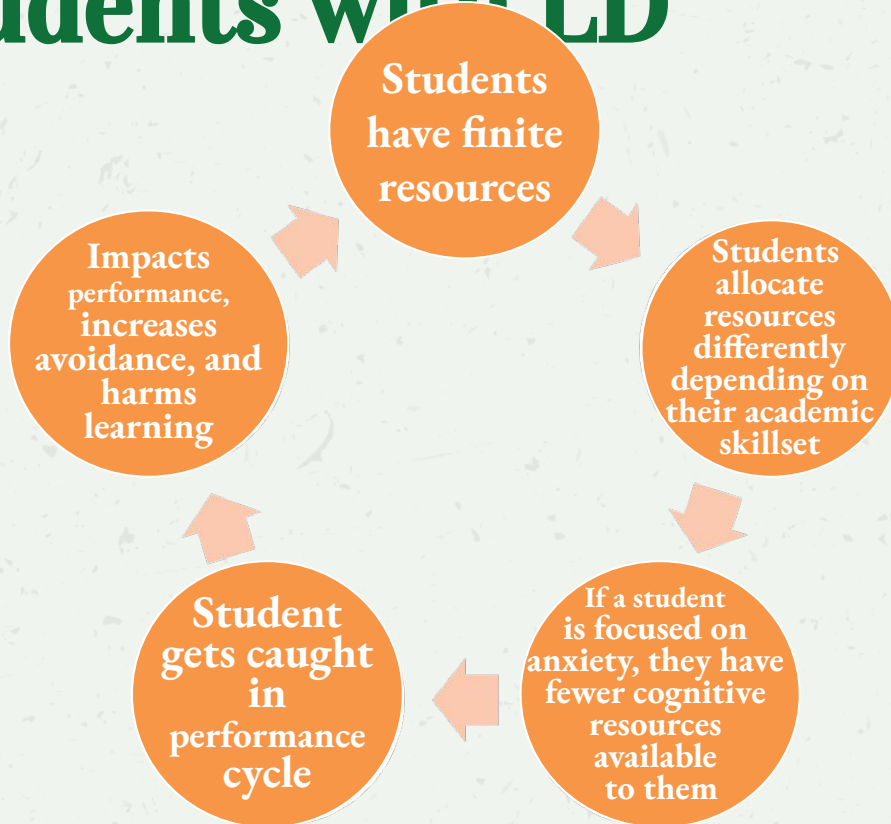 LD
Students
have finite
resources
Students
allocate
resources
differently
depending on
their academic
skillset
If a student
is focused on
anxiety, they have
fewer cognitive
resources
available
to them
Student
gets caught
in
performance
cycle
Impacts
performance,
increases
avoidance, and
harms
learning